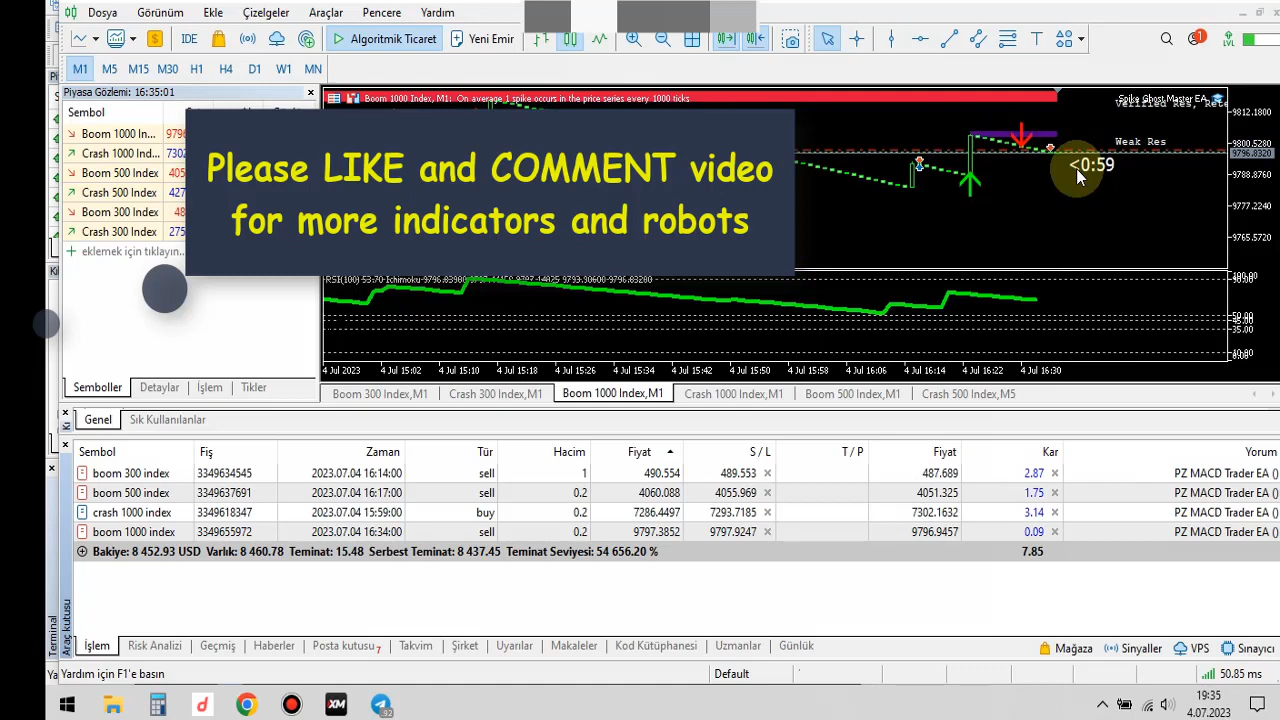 Dosya Görünüm Ekle Çizelgeler Araçlar Pencere Yardım
IDE Algoritmik Ticaret Yeni Emir
M1 M5 M15 M30 H1 H4 D1 W1 MN
Piyasa Gözlemi: 16:35:01
Sembol
Boom 1000 In...
Crash 1000 Ind...
Boom 500 Index
Crash 500 Index
Boom 300 Index
Crash 300 Index
eklemek için tıklayın...
Semboller Detaylar İşlem Tikler
Boom 1000 Index, M1: On average 1 spike occurs in the price series every 1000 ticks
Please LIKE and COMMENT video
for more indicators and robots
Weak Res
<0:59
9812.1180
9788.8760
9777.2240
9765.5720
RSI(100) 53.70 Ichimoku
100.00
35.00
4 Jul 2023 4 Jul 15:02 4 Jul 15:10 4 Jul 15:18 4 Jul 15:26 4 Jul 15:34 4 Jul 15:42 4 Jul 15:50 4 Jul 15:58 4 Jul 16:06 4 Jul 16:14 4 Jul 16:22 4 Jul 16:30
Boom 300 Index,M1 Crash 300 Index,M1 Boom 1000 Index,M1 Crash 1000 Index,M1 Boom 500 Index,M1 Crash 500 Index,M5
Genel Sık Kullanılanlar
Sembol Fiş Zaman Tür Hacim Fiyat S / L T / P Fiyat Kar Yorum
boom 300 index 3349634545 2023.07.04 16:14:00 sell 1 490.554 489.553 487.689 2.87 PZ MACD Trader EA ()
boom 500 index 3349637691 2023.07.04 16:17:00 sell 0.2 4060.088 4055.969 4051.325 1.75 PZ MACD Trader EA ()
crash 1000 index 3349618347 2023.07.04 15:59:00 buy 0.2 7286.4497 7293.7185 7302.1632 3.14 PZ MACD Trader EA ()
boom 1000 index 3349655972 2023.07.04 16:34:00 sell 0.2 9797.3852 9797.9247 9796.9457 0.09 PZ MACD Trader EA ()
Bakiye: 8 452.93 USD Varlık: 8 460.78 Teminat: 15.48 Serbest Teminat: 8 437.45 Teminat Seviyesi: 54 656.20 % 7.85
Terminal
Araç kutusu
İşlem Risk Analizi Geçmiş Haberler Posta kutusu 7 Takvim Şirket Uyarılar Makaleler Kod Kütüphanesi Uzmanlar Günlük
Mağaza Sinyaller VPS Sınayıcı
Yardım için F1'e basın Default 50.85 ms
XM 92
19:35
4.07.2023